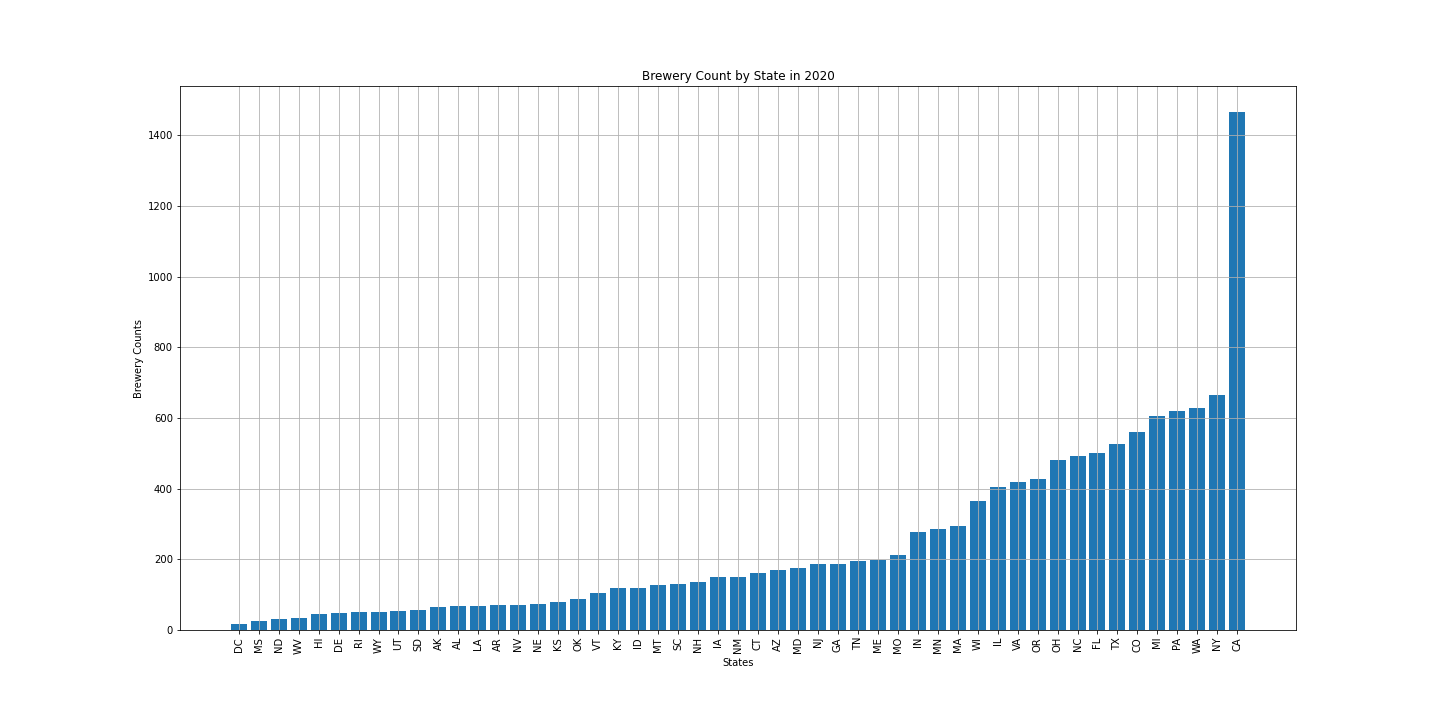 Brewery Count by State in 2020
1400
1200
1000
800
600
400
200
0
Brewery Counts
DC MS ND WV HI DE RI WY UT SD AK AL LA AR NV NE KS OK VT KY ID MT SC NH IA NM CT AZ MD NJ GA TN ME MO IN MN MA WI IL VA OR OH NC FL TX CO MI PA WA NY CA
States